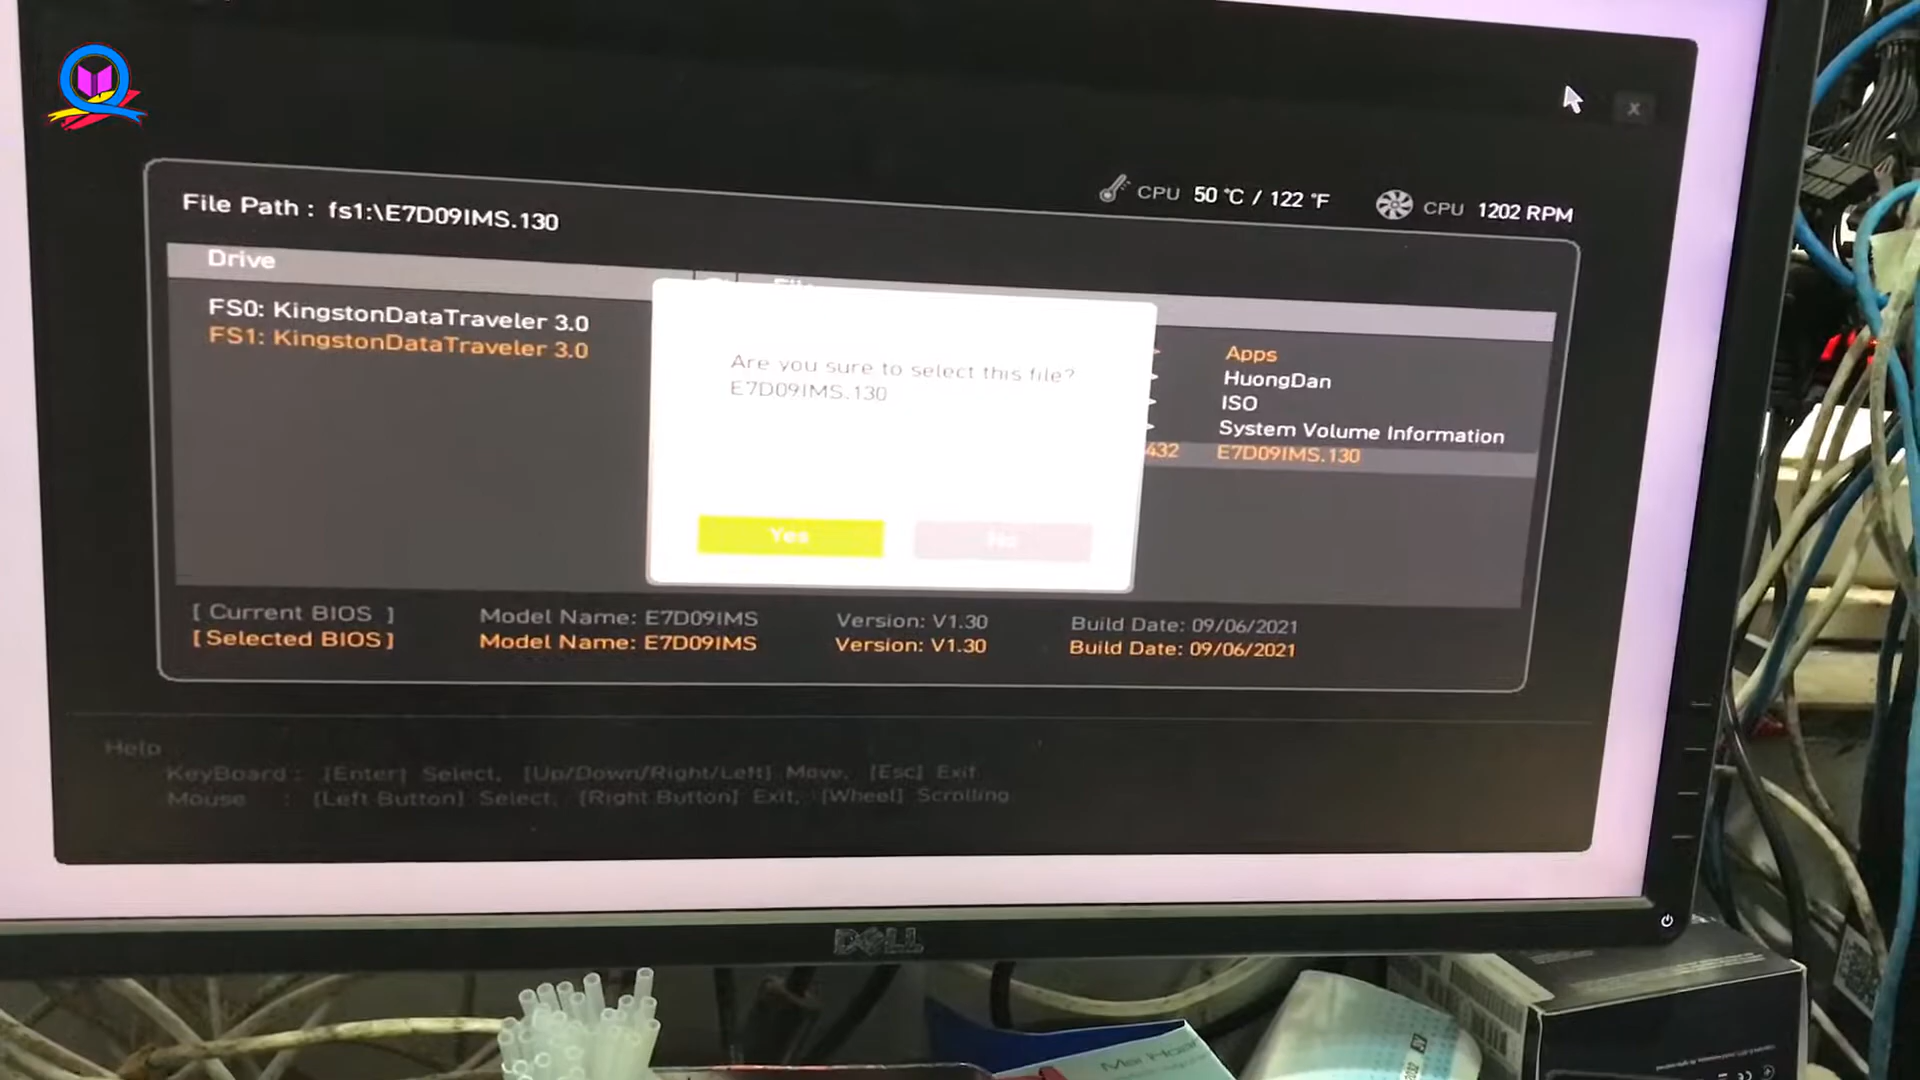 CPU 50 °C / 122 °F
CPU 1202 RPM
File Path : fs1:\E7D09IMS.130
Drive
FS0: KingstonDataTraveler 3.0
FS1: KingstonDataTraveler 3.0
Apps
HuongDan
ISO
System Volume Information
432 E7D09IMS.130
Are you sure to select this file?
E7D09IMS.130
Yes
No
[ Current BIOS ] Model Name: E7D09IMS Version: V1.30 Build Date: 09/06/2021
[ Selected BIOS ] Model Name: E7D09IMS Version: V1.30 Build Date: 09/06/2021
Help
KeyBoard : [Enter] Select, [Up/Down/Right/Left] Move, [Esc] Exit
Mouse : [Left Button] Select, [Right Button] Exit, [Wheel] Scrolling
DELL